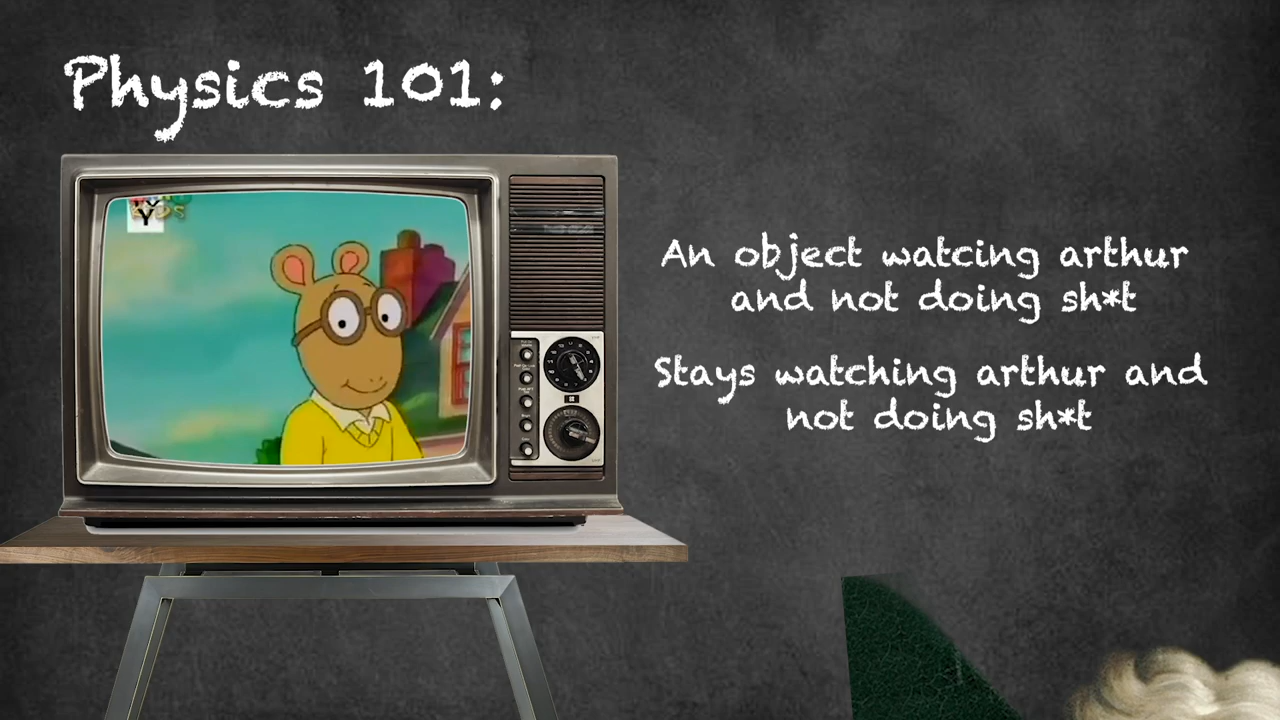 Physics 101:
Y
An object watcing arthur
and not doing sh*t
Stays watching arthur and
not doing sh*t